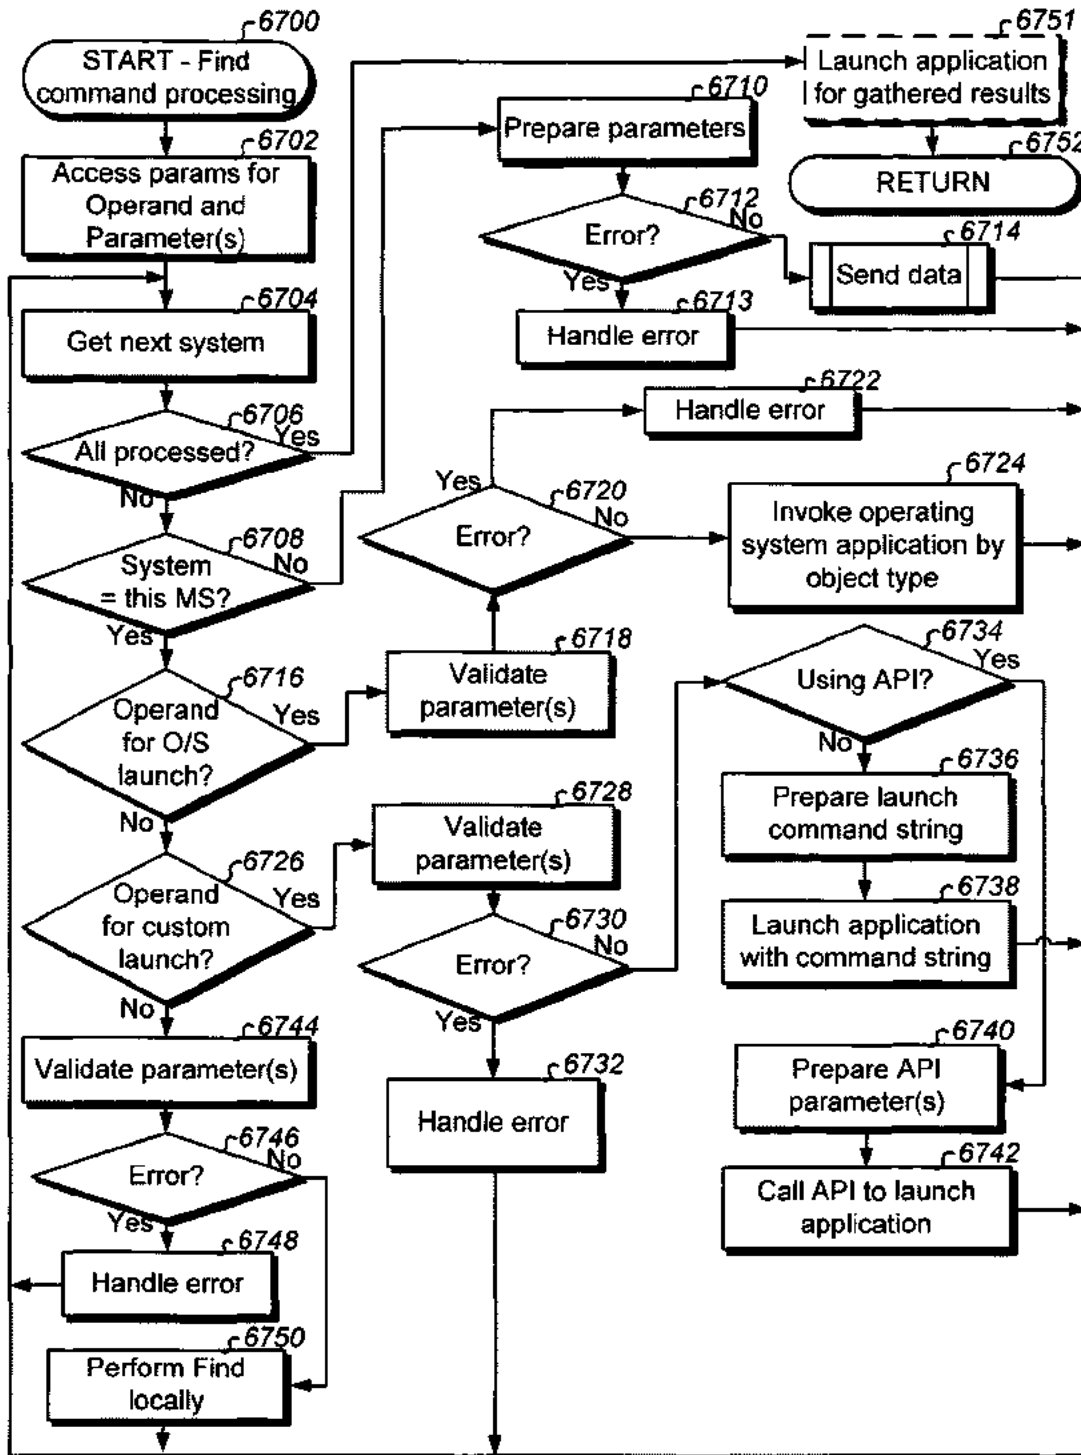 6700
START - Find
command processing
6702
Access params for
Operand and
Parameter(s)
6704
Get next system
6706
All processed?
Yes
No
6708
System
= this MS?
No
Yes
6716
Operand
for O/S
launch?
Yes
No
6726
Operand
for custom
launch?
Yes
No
6744
Validate parameter(s)
6746
Error?
No
Yes
6748
Handle error
6750
Perform Find
locally
6710
Prepare parameters
6712
Error?
No
Yes
6713
Handle error
6714
Send data
6751
Launch application
for gathered results
6752
RETURN
6722
Handle error
6720
Error?
Yes
No
6718
Validate
parameter(s)
6724
Invoke operating
system application by
object type
6728
Validate
parameter(s)
6730
Error?
No
Yes
6732
Handle error
6734
Using API?
Yes
No
6736
Prepare launch
command string
6738
Launch application
with command string
6740
Prepare API
parameter(s)
6742
Call API to launch
application